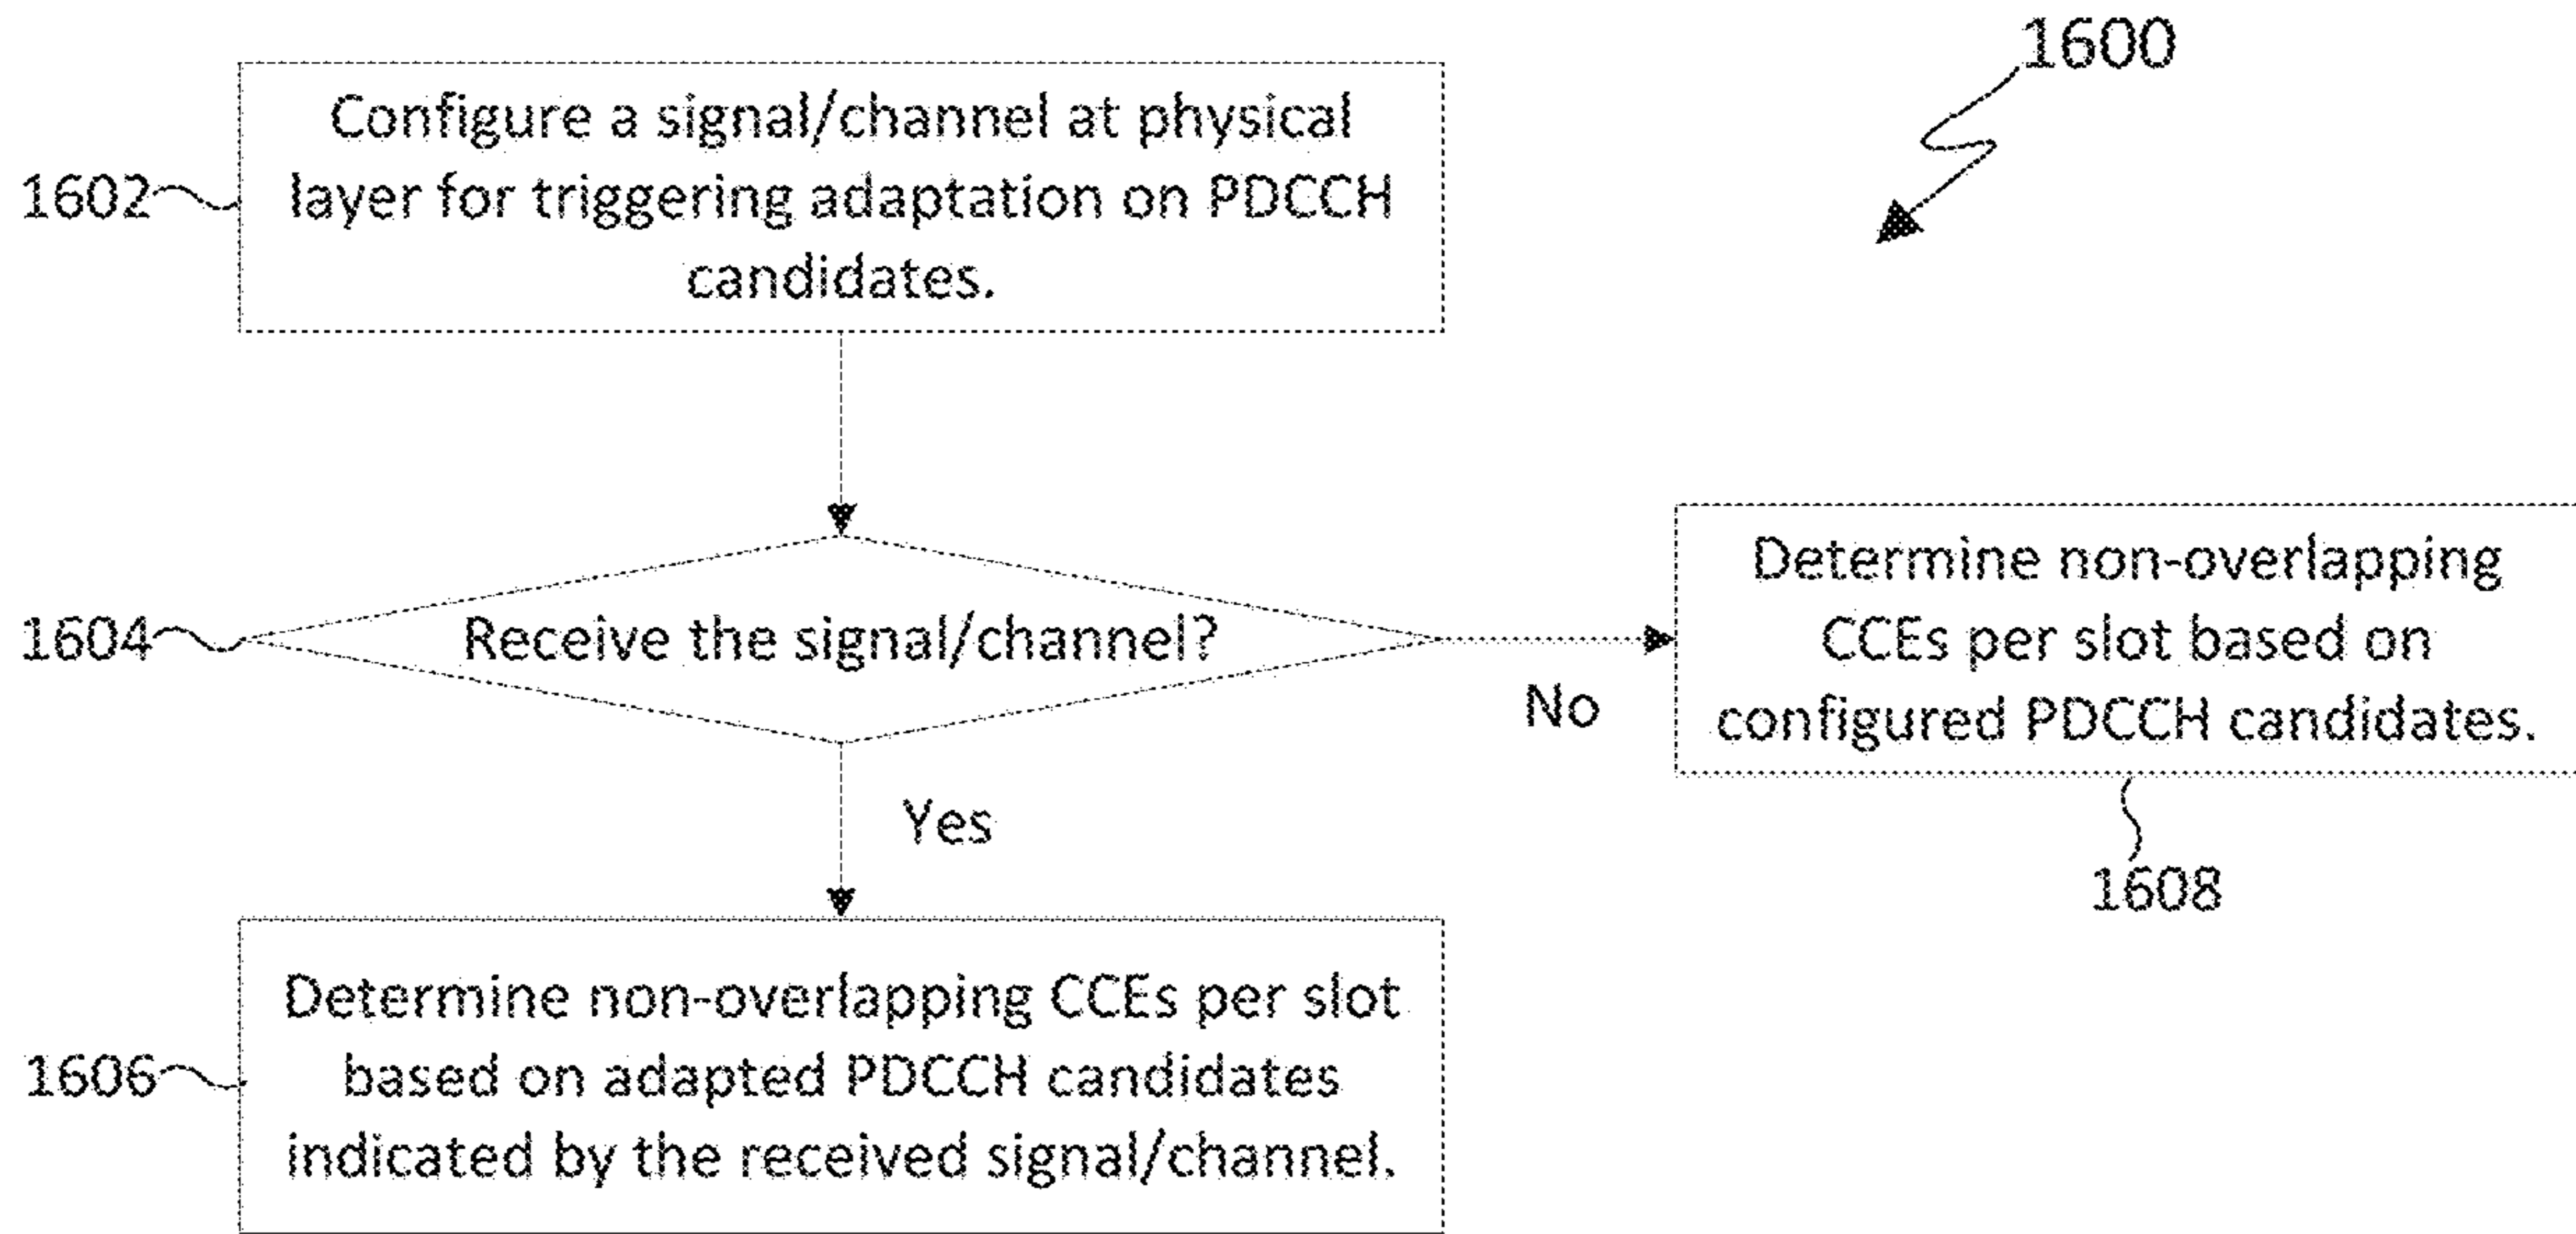 1600
Configure a signal/channel at physical
layer for triggering adaptation on PDCCH
candidates.
1602
1604
Receive the signal/channel?
No
Determine non-overlapping
CCEs per slot based on
configured PDCCH candidates.
1608
Yes
Determine non-overlapping CCEs per slot
based on adapted PDCCH candidates
indicated by the received signal/channel.
1606